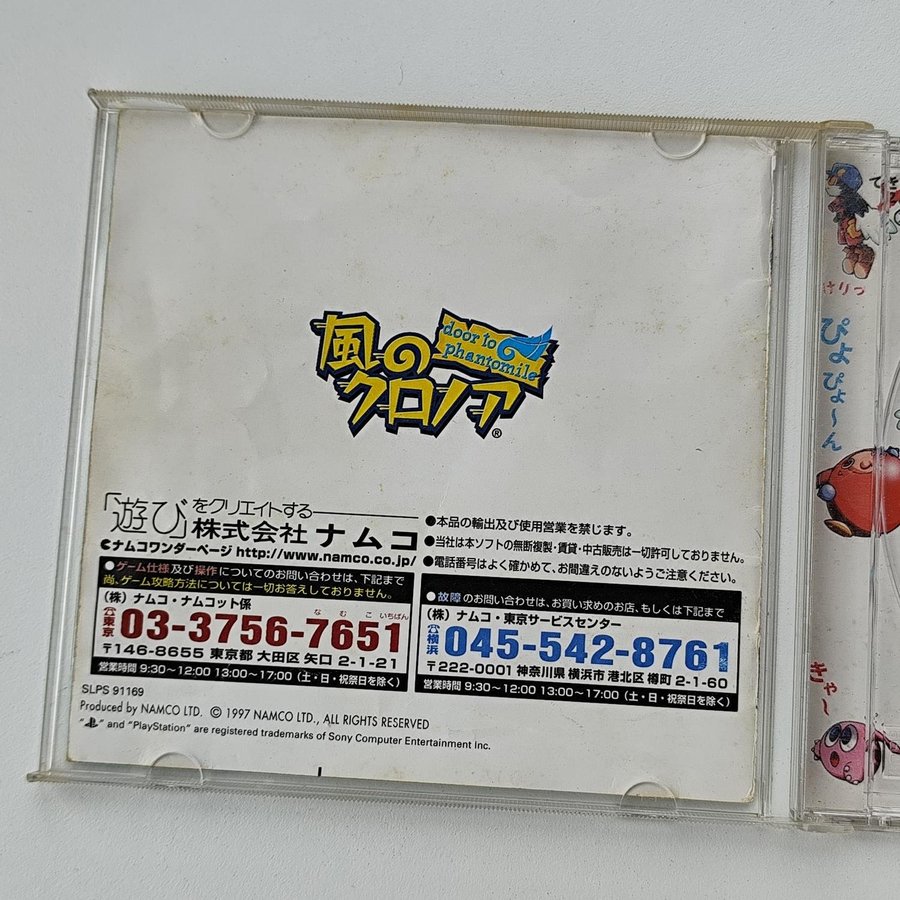 風の
クロノア
door to
phantomile
®
「遊び」をクリエイトする
株式会社 ナムコ
ナムコワンダーページ http://www.namco.co.jp/
●ゲーム仕様及び操作についてのお問い合わせは、下記まで
尚、ゲーム攻略方法については一切お答えしておりません。
(株) ナムコ・ナムコット係
なむこ いちばん
☎東京 03-3756-7651
〒146-8655 東京都 大田区 矢口 2-1-21
営業時間 9:30〜12:00 13:00〜17:00 (土・日・祝祭日を除く)
●本品の輸出及び使用営業を禁じます。
●当社は本ソフトの無断複製・賃貸・中古販売は一切許可しておりません。
●電話番号はよく確かめて、お間違えのないようご注意ください。
●故障のお問い合わせは、お買い求めのお店、もしくは下記まで
(株) ナムコ・東京サービスセンター
☎横浜 045-542-8761
〒222-0001 神奈川県 横浜市 港北区 樽町 2-1-60
営業時間 9:30〜12:00 13:00〜17:00 (土・日・祝祭日を除く)
SLPS 91169
Produced by NAMCO LTD. © 1997 NAMCO LTD., ALL RIGHTS RESERVED
" " and "PlayStation" are registered trademarks of Sony Computer Entertainment Inc.
ぴよ
ぴょ〜ん
きゃ〜